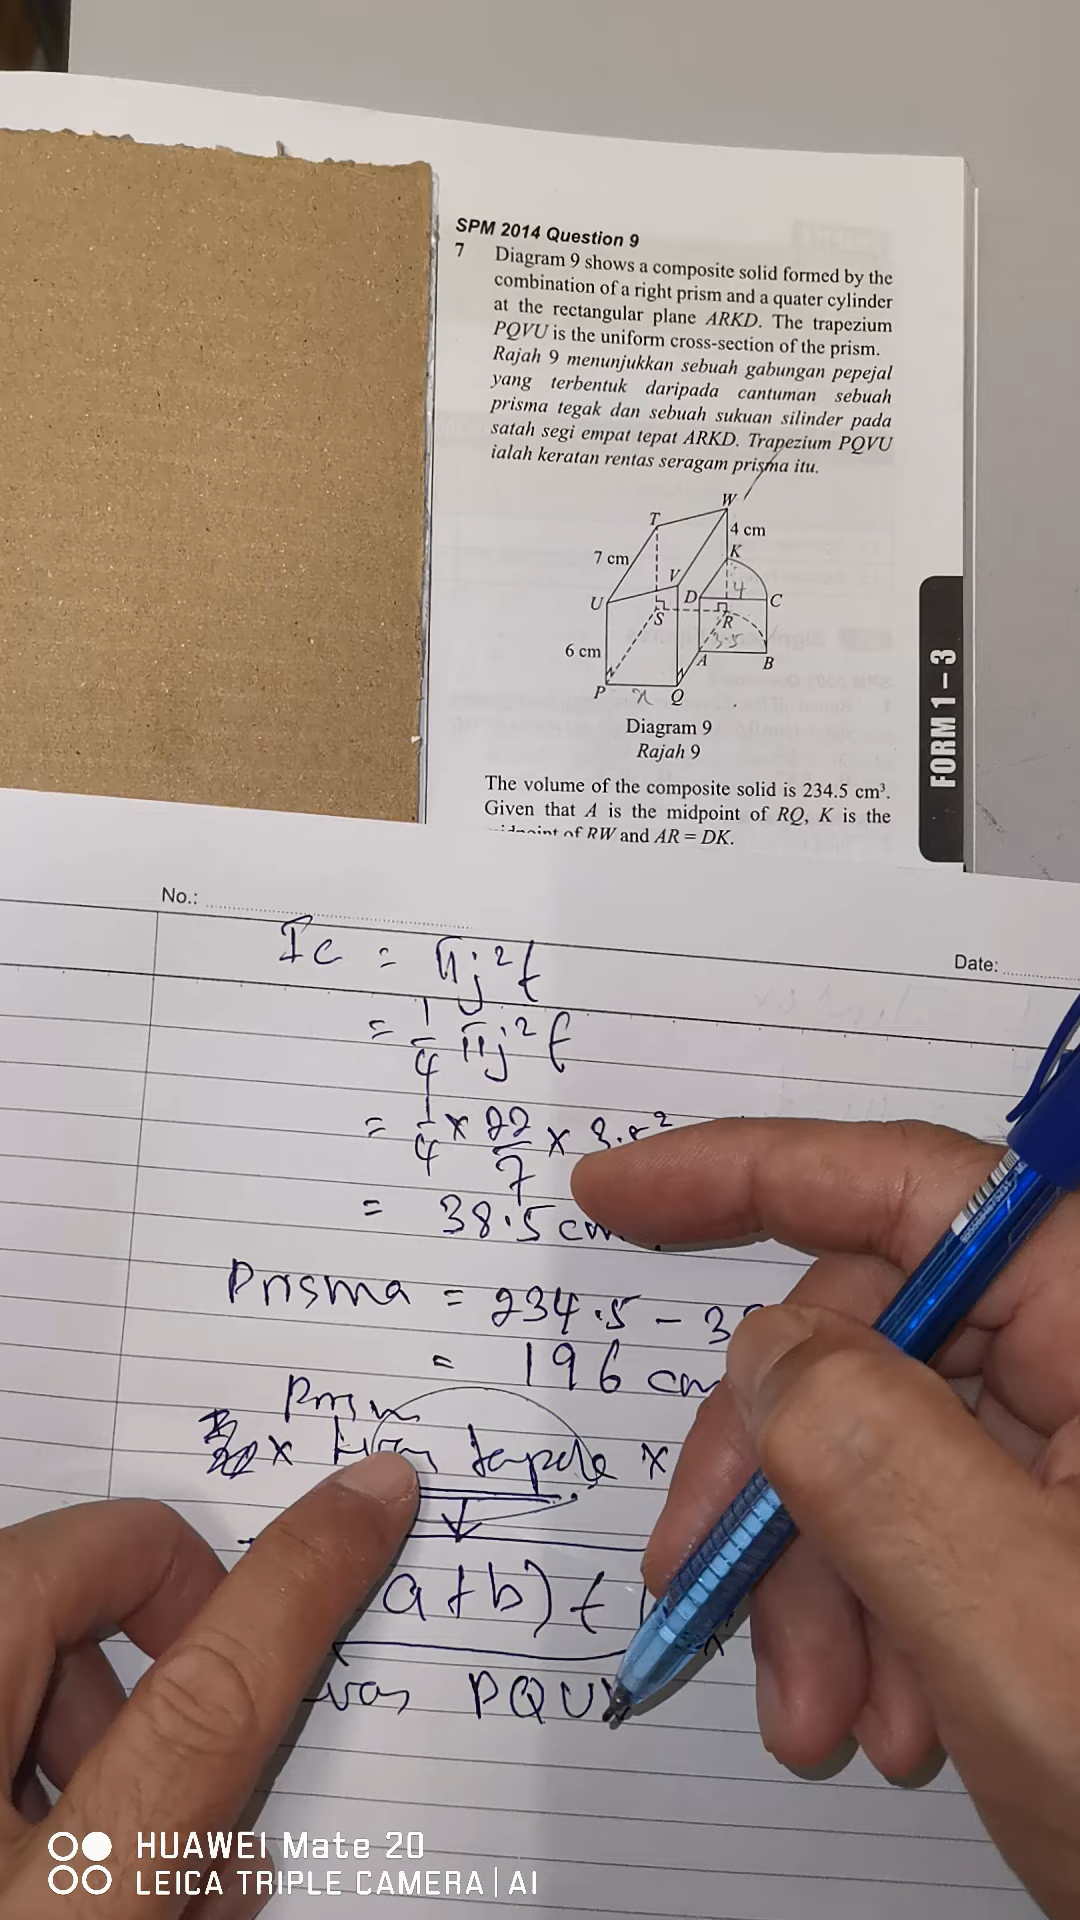 SPM 2014 Question 9
7 Diagram 9 shows a composite solid formed by the
combination of a right prism and a quater cylinder
at the rectangular plane ARKD. The trapezium
PQVU is the uniform cross-section of the prism.
Rajah 9 menunjukkan sebuah gabungan pepejal
yang terbentuk daripada cantuman sebuah
prisma tegak dan sebuah sukuan silinder pada
satah segi empat tepat ARKD. Trapezium PQVU
ialah keratan rentas seragam prisma itu.
W
T
4 cm
K
7 cm
V
D
4
C
U
S
R
3.5
6 cm
A
B
P
x
Q
Diagram 9
Rajah 9
The volume of the composite solid is 234.5 cm³.
Given that A is the midpoint of RQ, K is the
of RW and AR = DK.
FORM 1 – 3
No.:
Date:
= πj²t
= 1/4 πj²t
= 1/4 × 22/7 × 3.5²
= 38.5 cm
Prisma = 234.5 - 3
= 196 cm
Prism
×
×
a+b) t
PQUV
HUAWEI Mate 20
LEICA TRIPLE CAMERA | AI